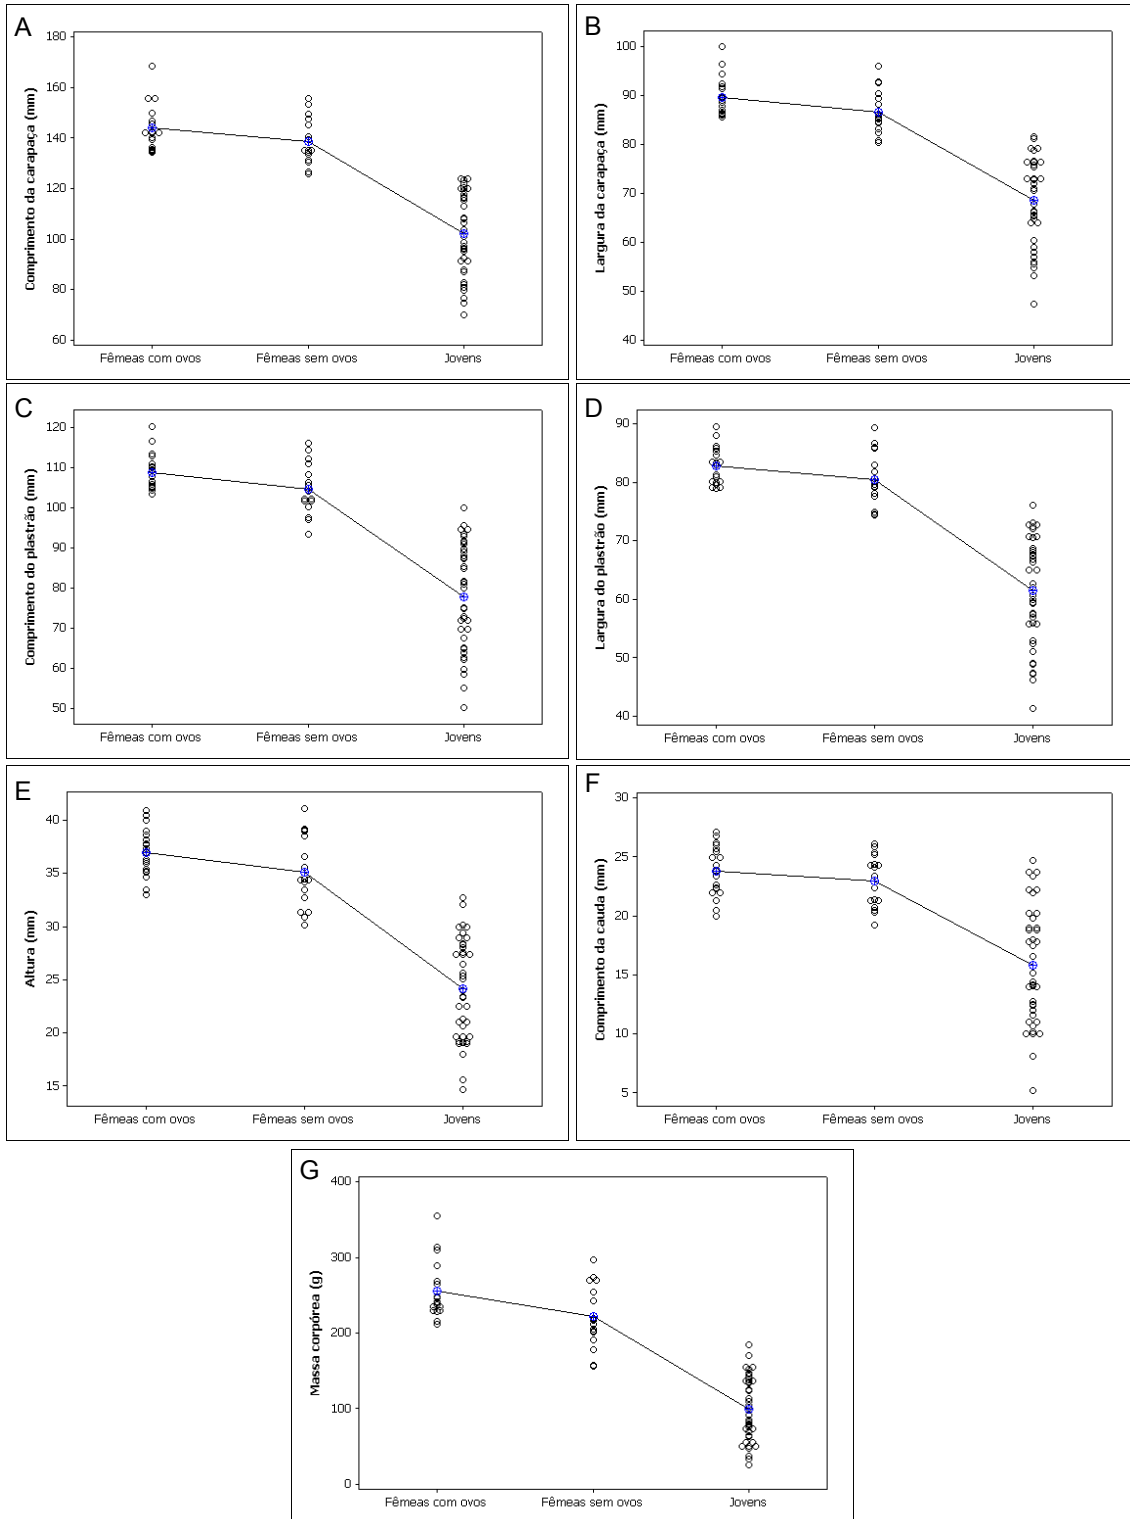 A
Comprimento da carapaça (mm)
180
160
140
120
100
80
60
Fêmeas com ovos Fêmeas sem ovos Jovens
B
Largura da carapaça (mm)
100
90
80
70
60
50
40
Fêmeas com ovos Fêmeas sem ovos Jovens
C
Comprimento do plastrão (mm)
120
110
100
90
80
70
60
50
Fêmeas com ovos Fêmeas sem ovos Jovens
D
Largura do plastrão (mm)
90
80
70
60
50
40
Fêmeas com ovos Fêmeas sem ovos Jovens
E
Altura (mm)
40
35
30
25
20
15
Fêmeas com ovos Fêmeas sem ovos Jovens
F
Comprimento da cauda (mm)
30
25
20
15
10
5
Fêmeas com ovos Fêmeas sem ovos Jovens
G
Massa corpórea (g)
400
300
200
100
0
Fêmeas com ovos Fêmeas sem ovos Jovens